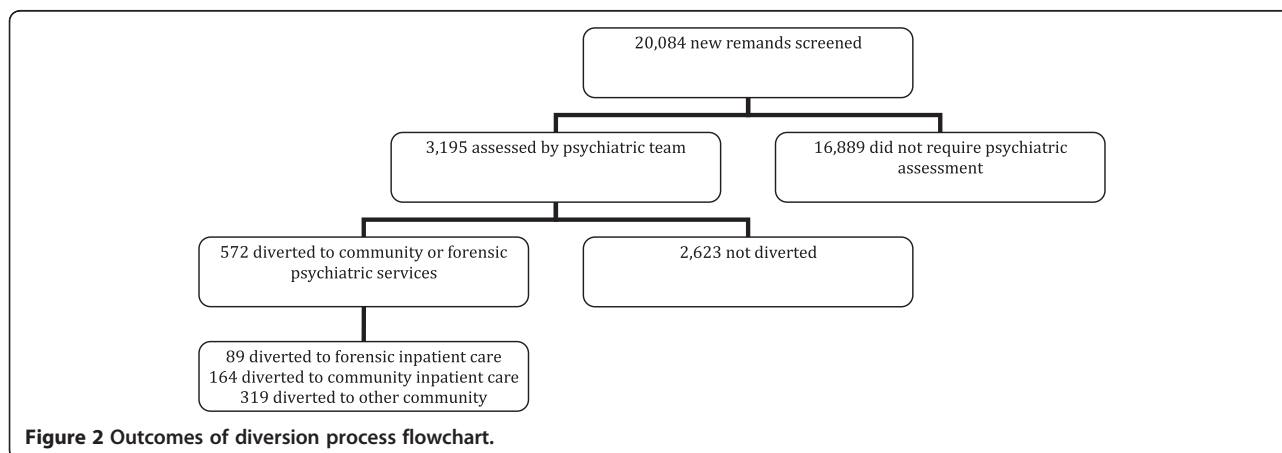 20,084 new remands screened
3,195 assessed by psychiatric team
16,889 did not require psychiatric
assessment
572 diverted to community or forensic
psychiatric services
2,623 not diverted
89 diverted to forensic inpatient care
164 diverted to community inpatient care
319 diverted to other community
Figure 2 Outcomes of diversion process flowchart.